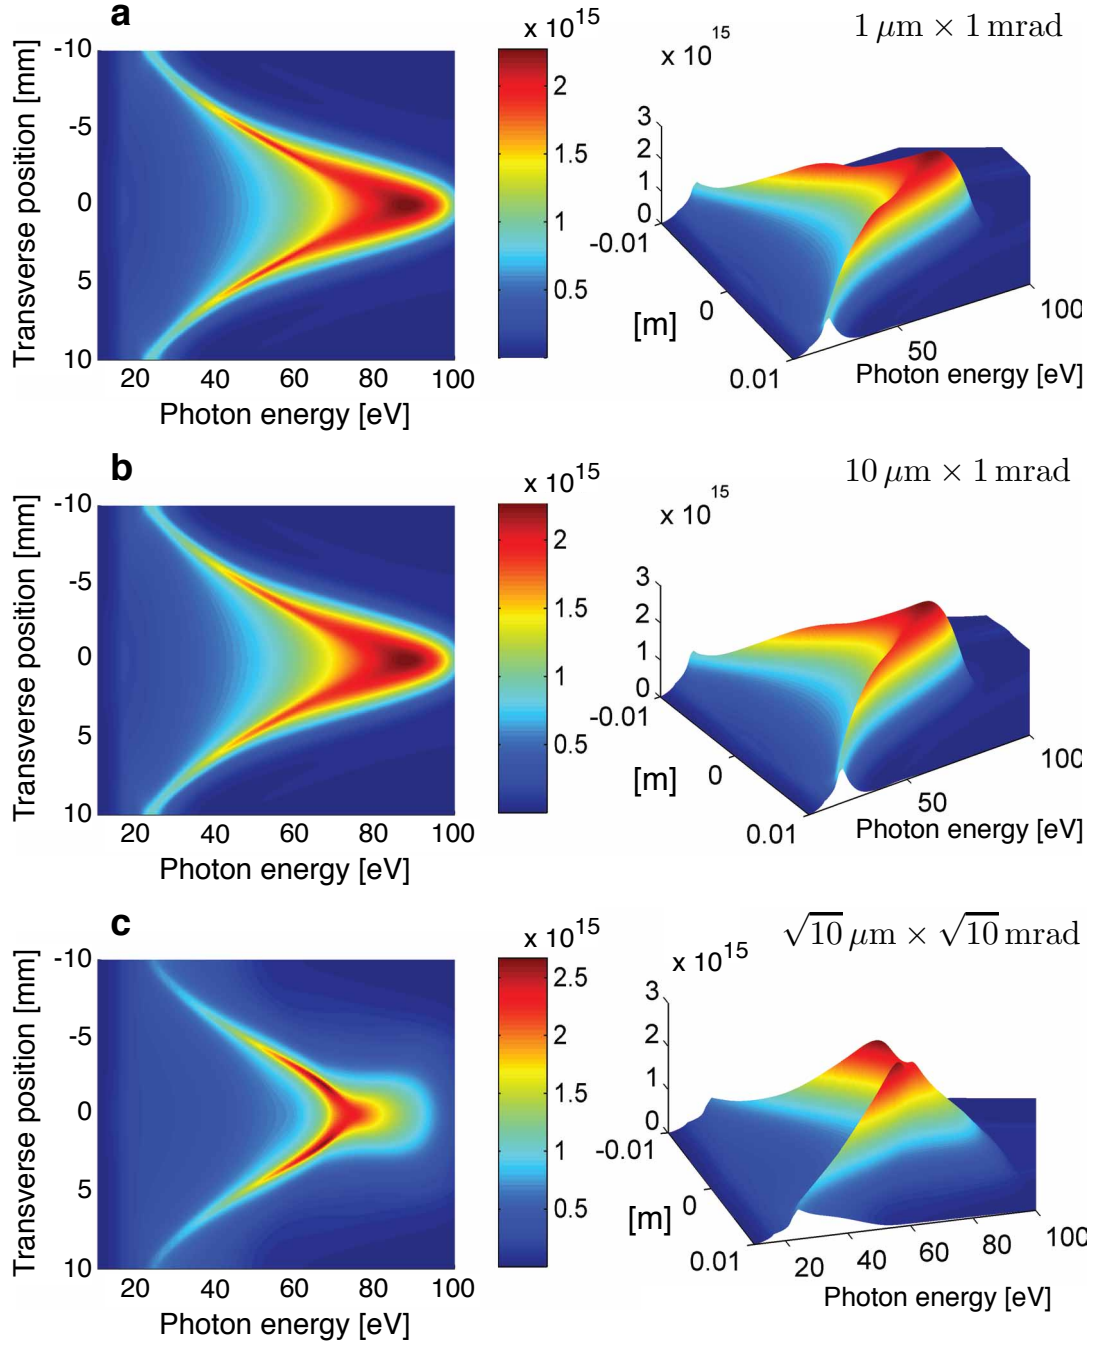 a
x 10^15
1 μm × 1 mrad
Transverse position [mm]
-10
-5
0
5
10
20 40 60 80 100
Photon energy [eV]
2
1.5
1
0.5
x 10^15
3
2
1
0
-0.01
0
0.01
[m]
50
100
Photon energy [eV]
b
x 10^15
10 μm × 1 mrad
Transverse position [mm]
-10
-5
0
5
10
20 40 60 80 100
Photon energy [eV]
2
1.5
1
0.5
x 10^15
3
2
1
0
-0.01
0
0.01
[m]
50
100
Photon energy [eV]
c
x 10^15
√10 μm × √10 mrad
Transverse position [mm]
-10
-5
0
5
10
20 40 60 80 100
Photon energy [eV]
2.5
2
1.5
1
0.5
x 10^15
3
2
1
0
-0.01
0
0.01
[m]
20 40 60 80 100
Photon energy [eV]